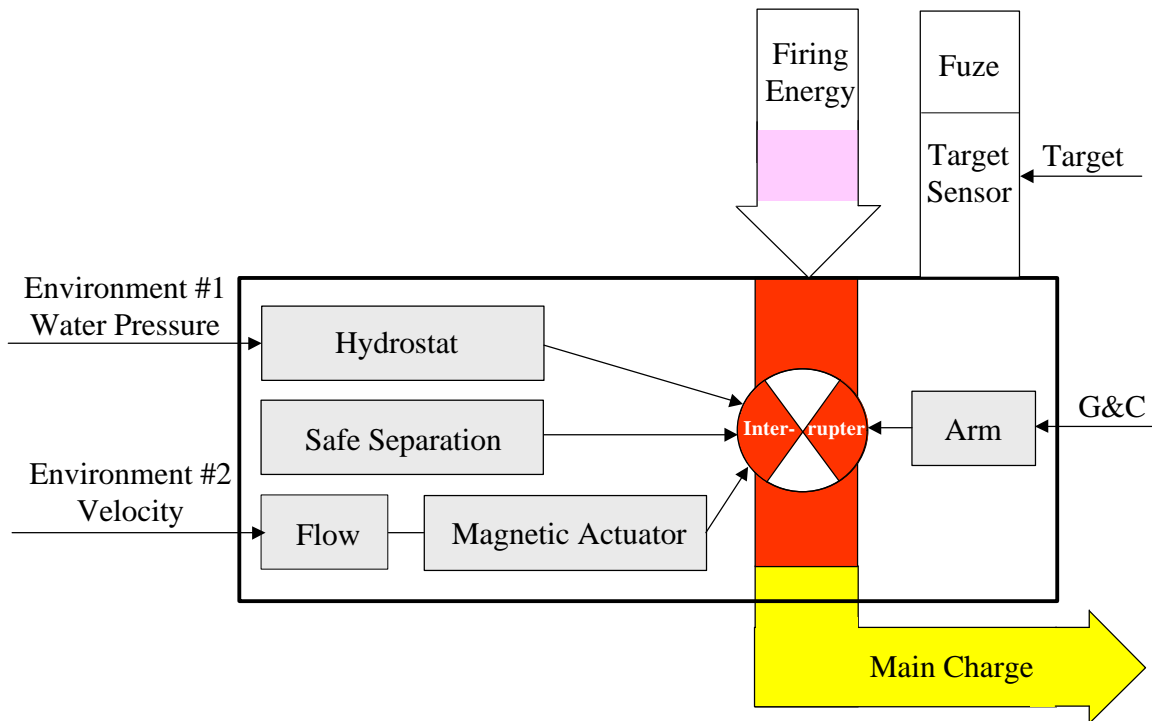 Firing
Energy
Fuze
Target
Sensor
Target
Environment #1
Water Pressure
Hydrostat
Safe Separation
Inter-
rupter
Arm
G&C
Environment #2
Velocity
Flow
Magnetic Actuator
Main Charge